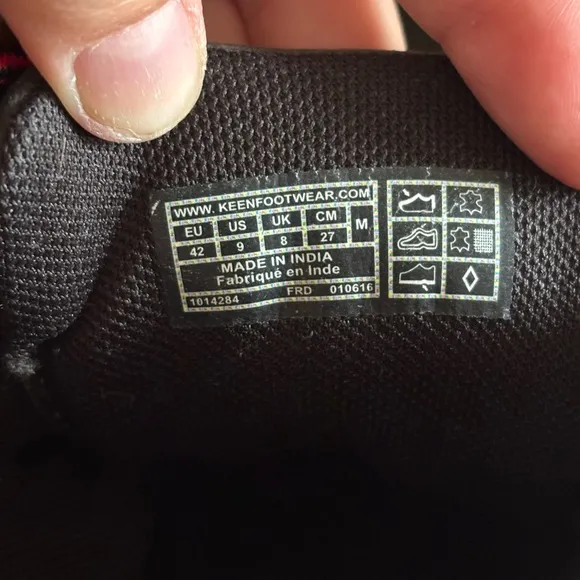 WWW. KEENFOOTWEAR.COM
EU US UK CM M
42 9 8 27
MADE IN INDIA
Fabriqué en Inde
1014284 FRD 010616